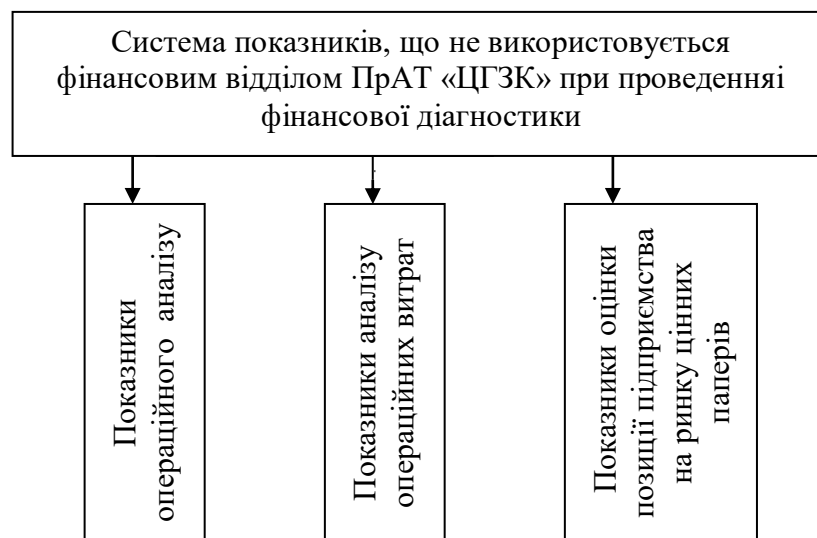 Система показників, що не використовується
фінансовим відділом ПрАТ «ЦГЗК» при проведенняі
фінансової діагностики
Показники
операційного аналізу
Показники аналізу
операційних витрат
Показники оцінки
позиції підприємства
на ринку цінних
паперів